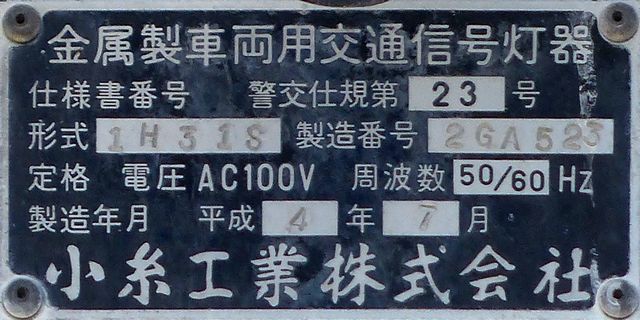 金属製車両用交通信号灯器
仕様書番号 警交仕規第 23 号
形式 1H31S 製造番号 2GA523
定格 電圧 AC100V 周波数 50/60 Hz
製造年月 平成 4 年 7 月
小糸工業株式会社